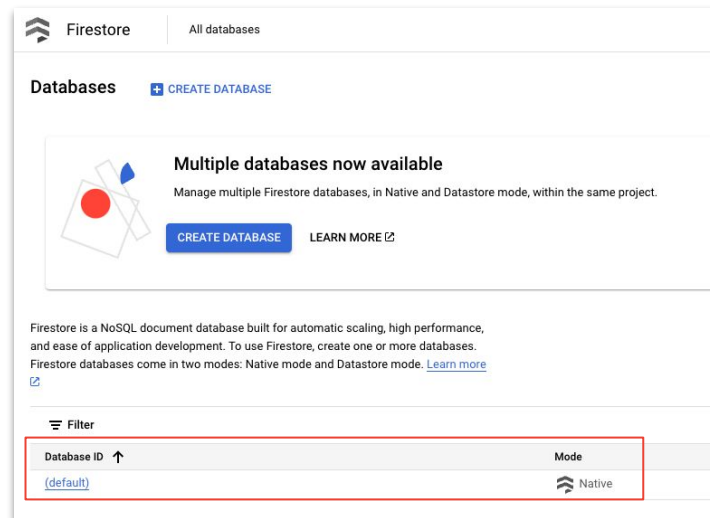 Firestore
All databases
Databases
CREATE DATABASE
Multiple databases now available
Manage multiple Firestore databases, in Native and Datastore mode, within the same project.
CREATE DATABASE
LEARN MORE
Firestore is a NoSQL document database built for automatic scaling, high performance,
and ease of application development. To use Firestore, create one or more databases.
Firestore databases come in two modes: Native mode and Datastore mode. Learn more
Filter
Database ID
Mode
(default)
Native